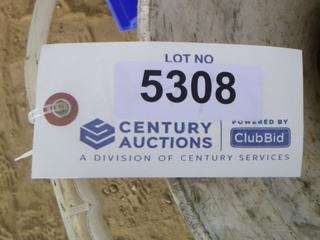 LOT NO
5308
CENTURY AUCTIONS
POWERED BY
ClubBid
A DIVISION OF CENTURY SERVICES